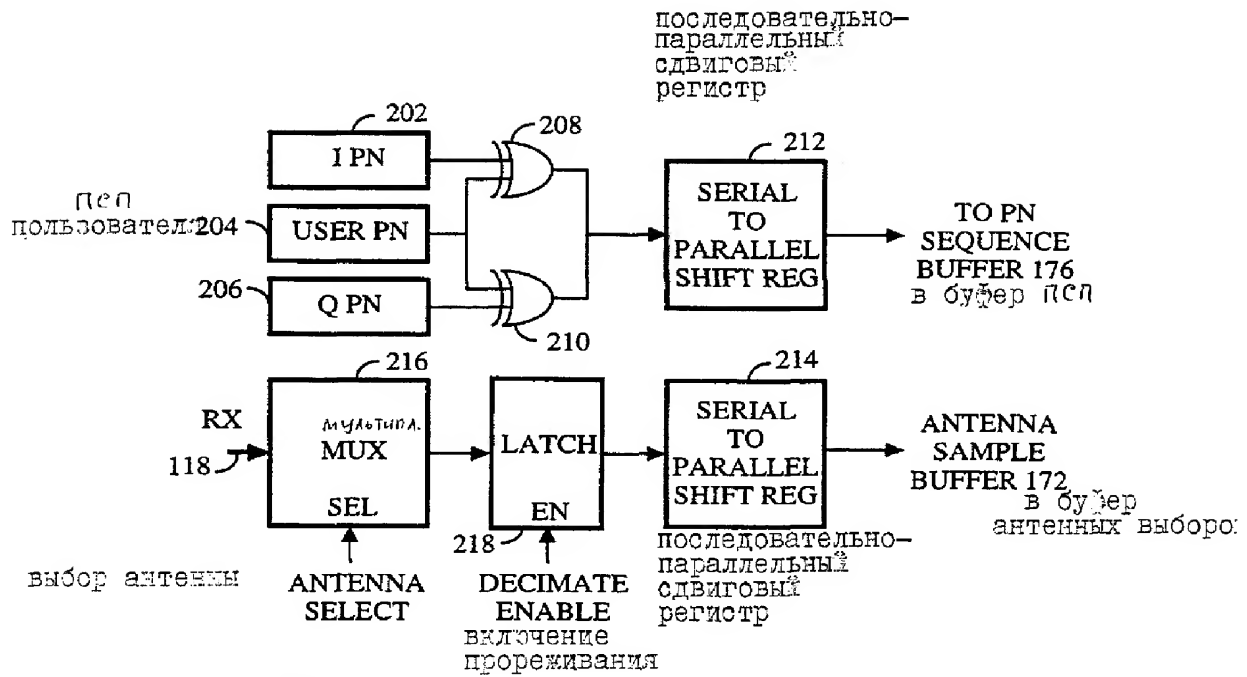 последовательно-
параллельный
сдвиговый
регистр
202
208
212
I PN
псп
пользователя
204
USER PN
SERIAL
TO
PARALLEL
SHIFT REG
TO PN
SEQUENCE
BUFFER 176
в буфер псп
206
Q PN
210
216
214
RX
118
мультипл.
MUX
SEL
LATCH
EN
218
SERIAL
TO
PARALLEL
SHIFT REG
ANTENNA
SAMPLE
BUFFER 172
в буфер
антенных выборок
последовательно-
параллельный
сдвиговый
регистр
выбор антенны
ANTENNA
SELECT
DECIMATE
ENABLE
включение
прореживания